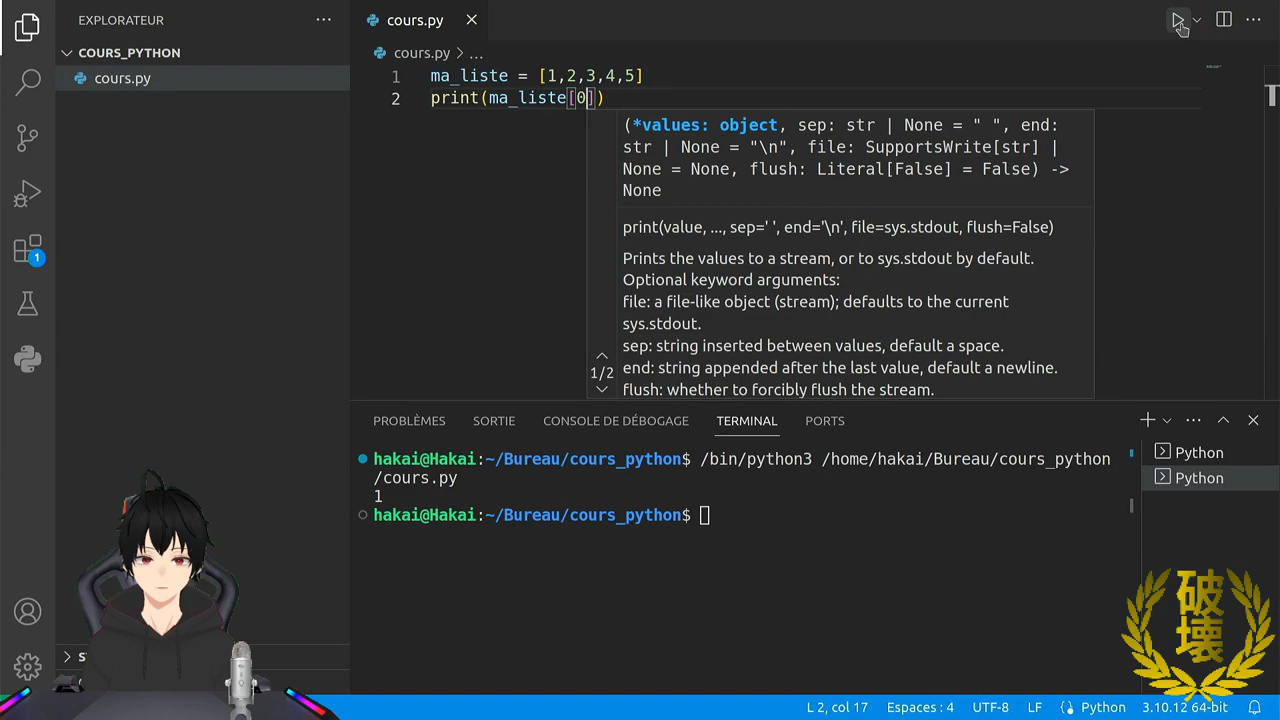 EXPLORATEUR
COURS_PYTHON
cours.py
1
cours.py
cours.py > ...
1 ma_liste = [1,2,3,4,5]
2 print(ma_liste[0])
(*values: object, sep: str | None = " ", end:
str | None = "\n", file: SupportsWrite[str] |
None = None, flush: Literal[False] = False) ->
None
print(value, ..., sep=' ', end='\n', file=sys.stdout, flush=False)
Prints the values to a stream, or to sys.stdout by default.
Optional keyword arguments:
file: a file-like object (stream); defaults to the current
sys.stdout.
sep: string inserted between values, default a space.
1/2
end: string appended after the last value, default a newline.
flush: whether to forcibly flush the stream.
PROBLÈMES SORTIE CONSOLE DE DÉBOGAGE TERMINAL PORTS
hakai@Hakai:~/Bureau/cours_python$ /bin/python3 /home/hakai/Bureau/cours_python
/cours.py
1
hakai@Hakai:~/Bureau/cours_python$
Python
Python
破
壊
L 2, col 17 Espaces : 4 UTF-8 LF Python 3.10.12 64-bit